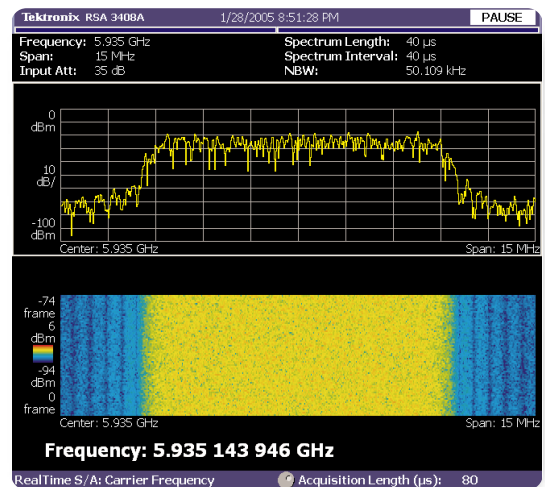 Tektronix RSA 3408A 1/28/2005 8:51:28 PM PAUSE
Frequency: 5.935 GHz Spectrum Length: 40 µs
Span: 15 MHz Spectrum Interval: 40 µs
Input Att: 35 dB NBW: 50.109 kHz
0
dBm
10
dB/
-100
dBm
Center: 5.935 GHz Span: 15 MHz
-74
frame
6
dBm
-94
dBm
0
frame
Center: 5.935 GHz Span: 15 MHz
Frequency: 5.935 143 946 GHz
RealTime S/A: Carrier Frequency Acquisition Length (µs): 80